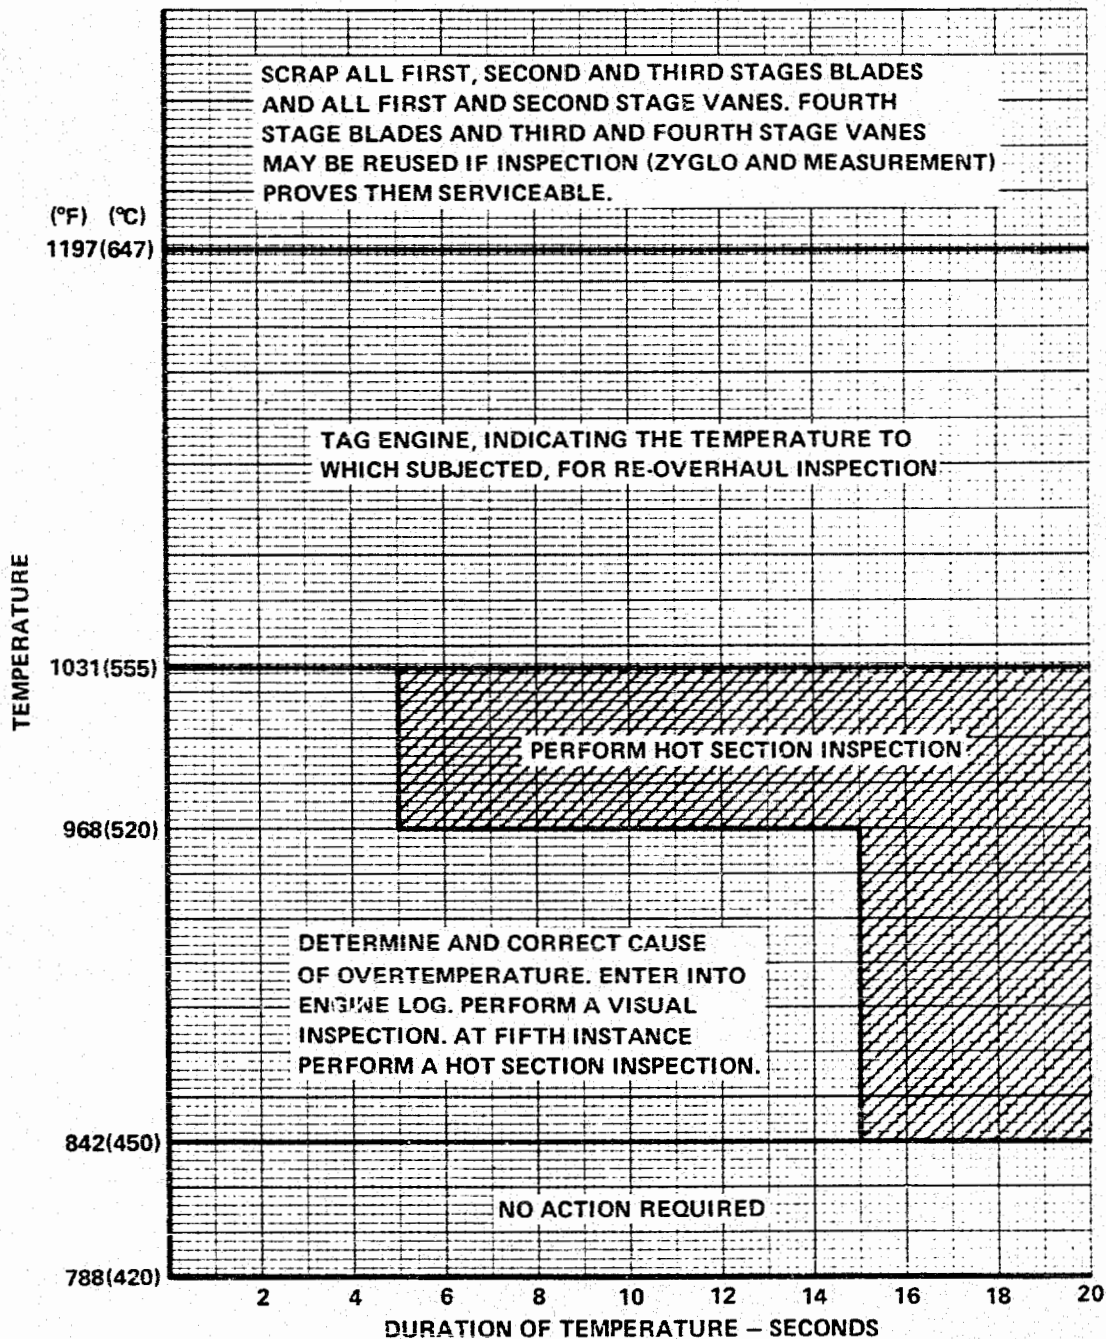 SCRAP ALL FIRST, SECOND AND THIRD STAGES BLADES
AND ALL FIRST AND SECOND STAGE VANES. FOURTH
STAGE BLADES AND THIRD AND FOURTH STAGE VANES
MAY BE REUSED IF INSPECTION (ZYGLO AND MEASUREMENT)
PROVES THEM SERVICEABLE.
(°F) (°C)
1197(647)
TAG ENGINE, INDICATING THE TEMPERATURE TO
WHICH SUBJECTED, FOR RE-OVERHAUL INSPECTION
TEMPERATURE
1031(555)
PERFORM HOT SECTION INSPECTION
968(520)
DETERMINE AND CORRECT CAUSE
OF OVERTEMPERATURE. ENTER INTO
ENGINE LOG. PERFORM A VISUAL
INSPECTION. AT FIFTH INSTANCE
PERFORM A HOT SECTION INSPECTION.
842(450)
NO ACTION REQUIRED
788(420)
2 4 6 8 10 12 14 16 18 20
DURATION OF TEMPERATURE – SECONDS